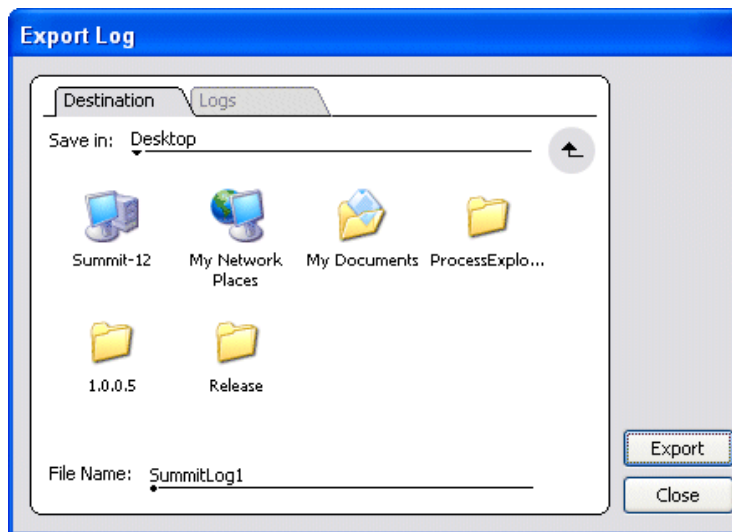 Export Log
Destination
Logs
Save in: Desktop
Summit-12
My Network
Places
My Documents
ProcessExplo...
1.0.0.5
Release
File Name: SummitLog1
Export
Close